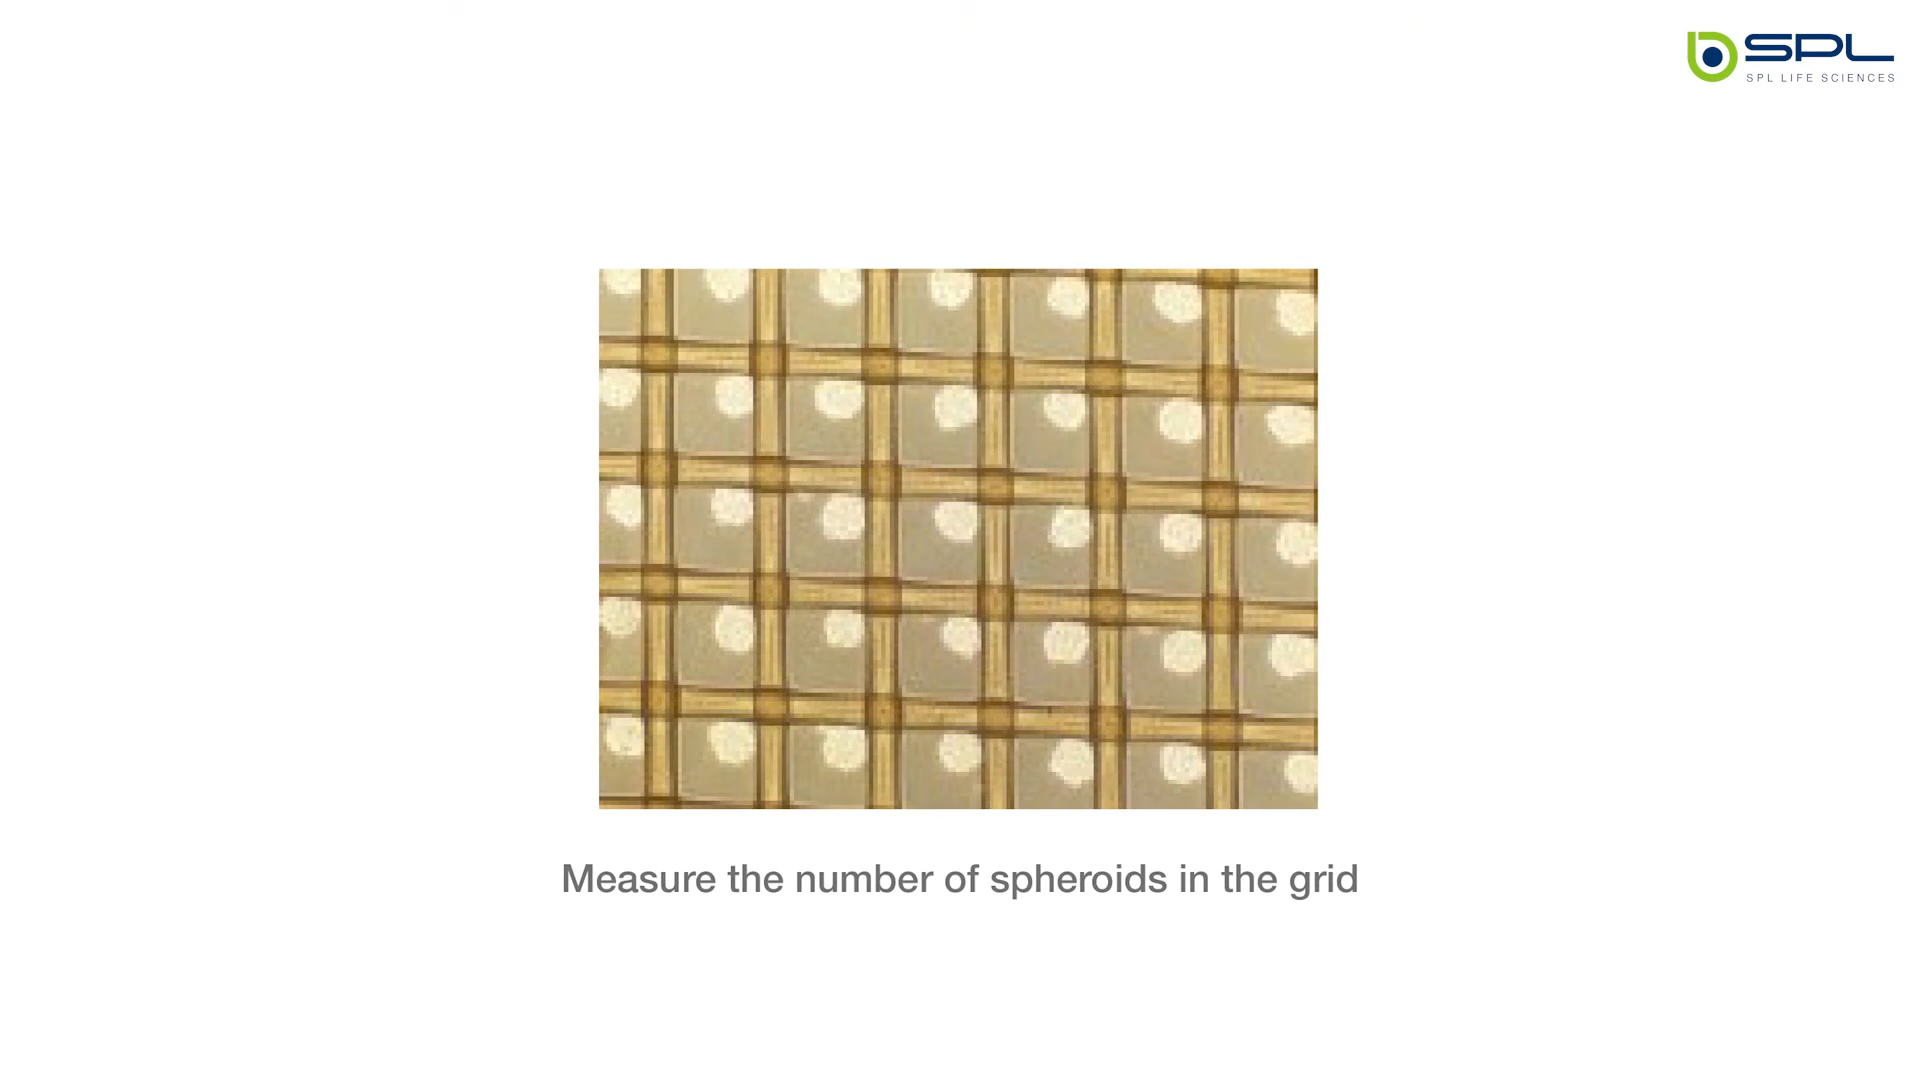 SPL
SPL LIFE SCIENCES
Measure the number of spheroids in the grid